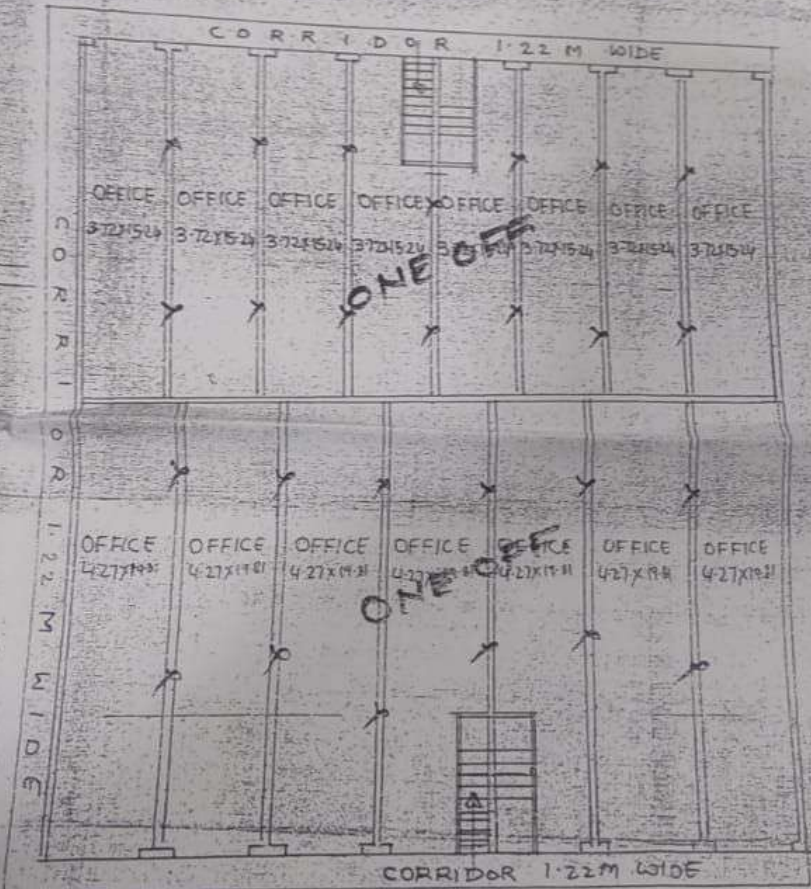 CORRIDOR 1.22 M WIDE
OFFICE OFFICE OFFICE OFFICE OFFICE OFFICE OFFICE OFFICE
3.72X15.24 3.72X15.24 3.72X15.24 3.72X15.24 3.72X15.24 3.72X15.24 3.72X15.24
ONE OFF
CORRIDOR 1.22 M WIDE
OFFICE OFFICE OFFICE OFFICE OFFICE OFFICE OFFICE
4.27X19.81 4.27X19.81 4.27X19.81 4.27X19.81 4.27X19.81 4.27X19.81
ONE OFF
CORRIDOR 1.22M WIDE